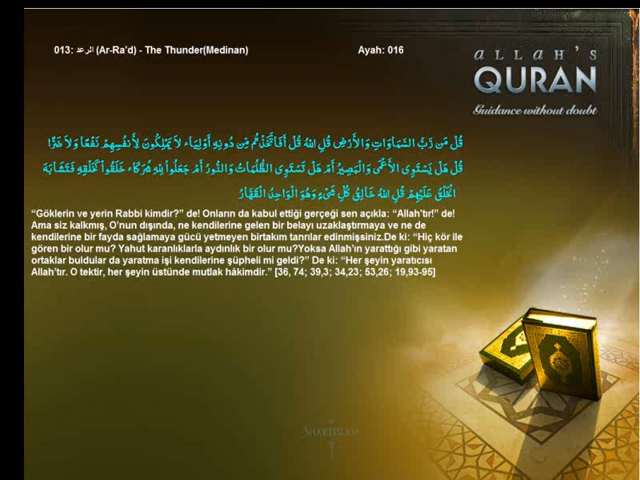 013: الرعد (Ar-Ra'd) - The Thunder(Medinan)
Ayah: 016
ALLAH'S
QURAN
Guidance without doubt
قُلْ مَن رَّبُّ السَّمَاوَاتِ وَالأَرْضِ قُلِ اللّهُ قُلْ أَفَاتَّخَذْتُم مِّن دُونِهِ أَوْلِيَاء لاَ يَمْلِكُونَ لِأَنفُسِهِمْ نَفْعًا وَلاَ ضَرًّا
قُلْ هَلْ يَسْتَوِي الأَعْمَى وَالْبَصِيرُ أَمْ هَلْ تَسْتَوِي الظُّلُمَاتُ وَالنُّورُ أَمْ جَعَلُواْ لِلّهِ شُرَكَاء خَلَقُواْ كَخَلْقِهِ فَتَشَابَهَ
الْخَلْقُ عَلَيْهِمْ قُلِ اللّهُ خَالِقُ كُلِّ شَيْءٍ وَهُوَ الْوَاحِدُ الْقَهَّارُ
“Göklerin ve yerin Rabbi kimdir?” de! Onların da kabul ettiği gerçeği sen açıkla: “Allah’tır!” de!
Ama siz kalkmış, O’nun dışında, ne kendilerine gelen bir belayı uzaklaştırmaya ve ne de
kendilerine bir fayda sağlamaya gücü yetmeyen birtakım tanrılar edinmişsiniz.De ki: “Hiç kör ile
gören bir olur mu? Yahut karanlıklarla aydınlık bir olur mu?Yoksa Allah’ın yarattığı gibi yaratan
ortaklar buldular da yaratma işi kendilerine şüpheli mi geldi?” De ki: “Her şeyin yaratıcısı
Allah’tır. O tektir, her şeyin üstünde mutlak hâkimdir.” [36, 74; 39,3; 34,23; 53,26; 19,93-95]
SHAREISLAM